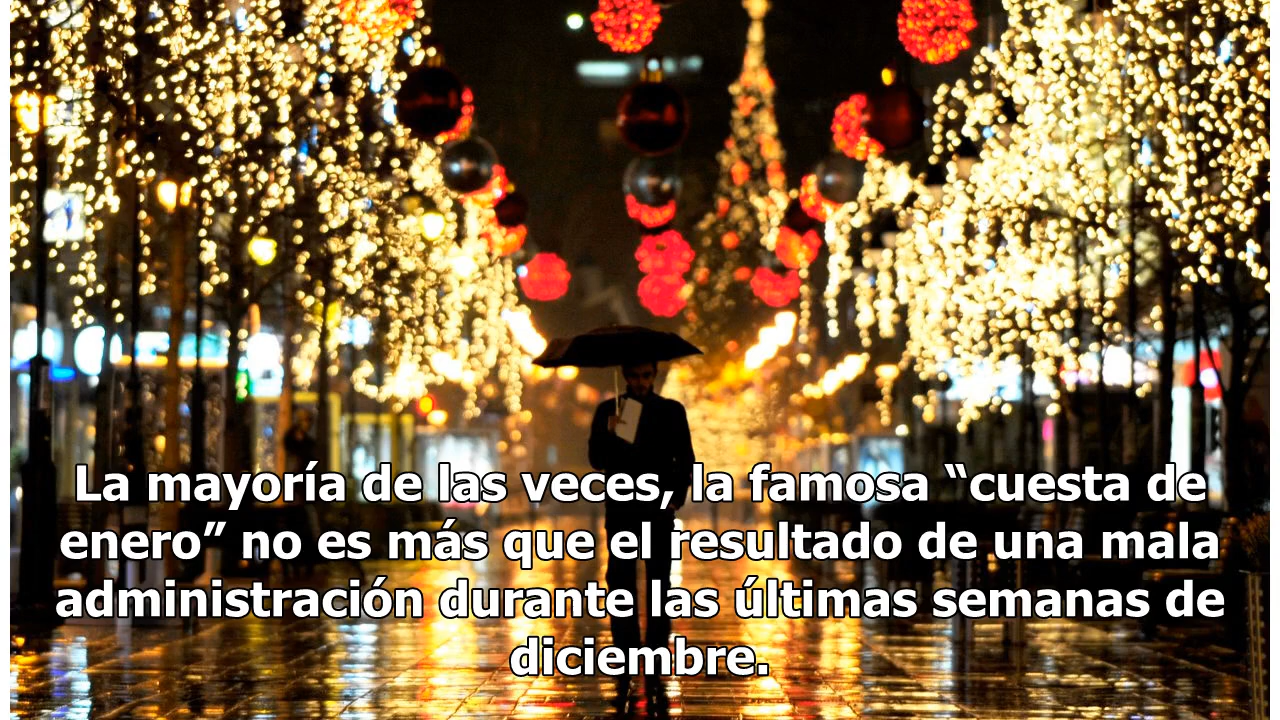 La mayoría de las veces, la famosa “cuesta de
enero” no es más que el resultado de una mala
administración durante las últimas semanas de
diciembre.